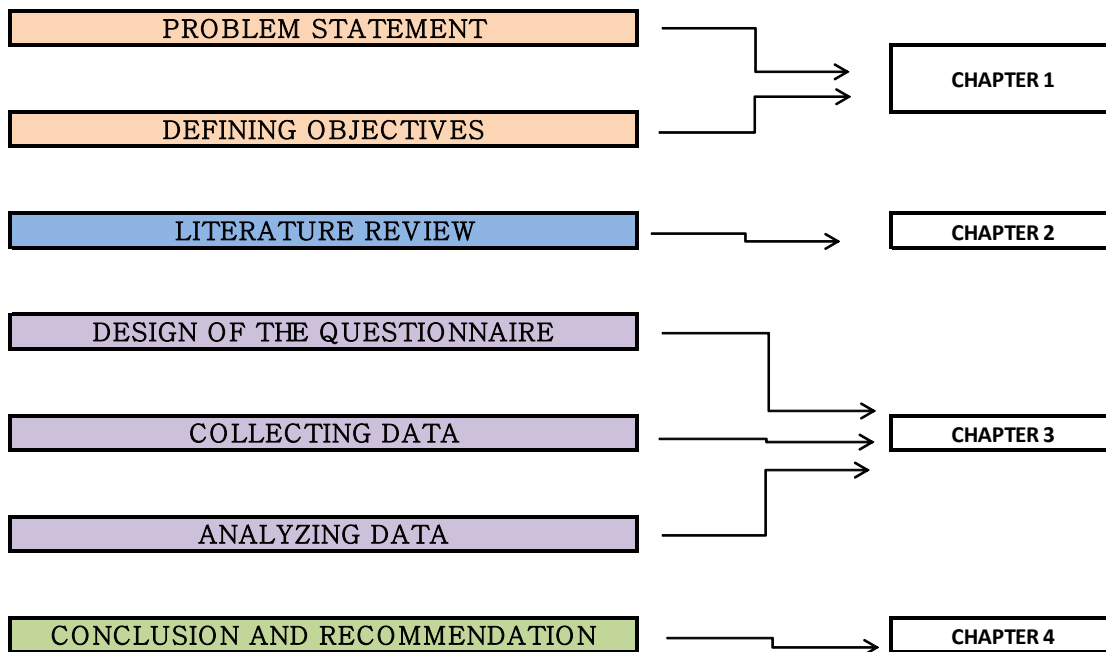 PROBLEM STATEMENT
CHAPTER 1
DEFINING OBJECTIVES
LITERATURE REVIEW
CHAPTER 2
DESIGN OF THE QUESTIONNAIRE
COLLECTING DATA
CHAPTER 3
ANALYZING DATA
CONCLUSION AND RECOMMENDATION
CHAPTER 4